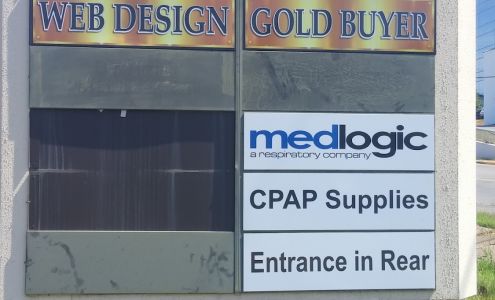 WEB DESIGN
GOLD BUYER
medlogic
a respiratory company
CPAP Supplies
Entrance in Rear